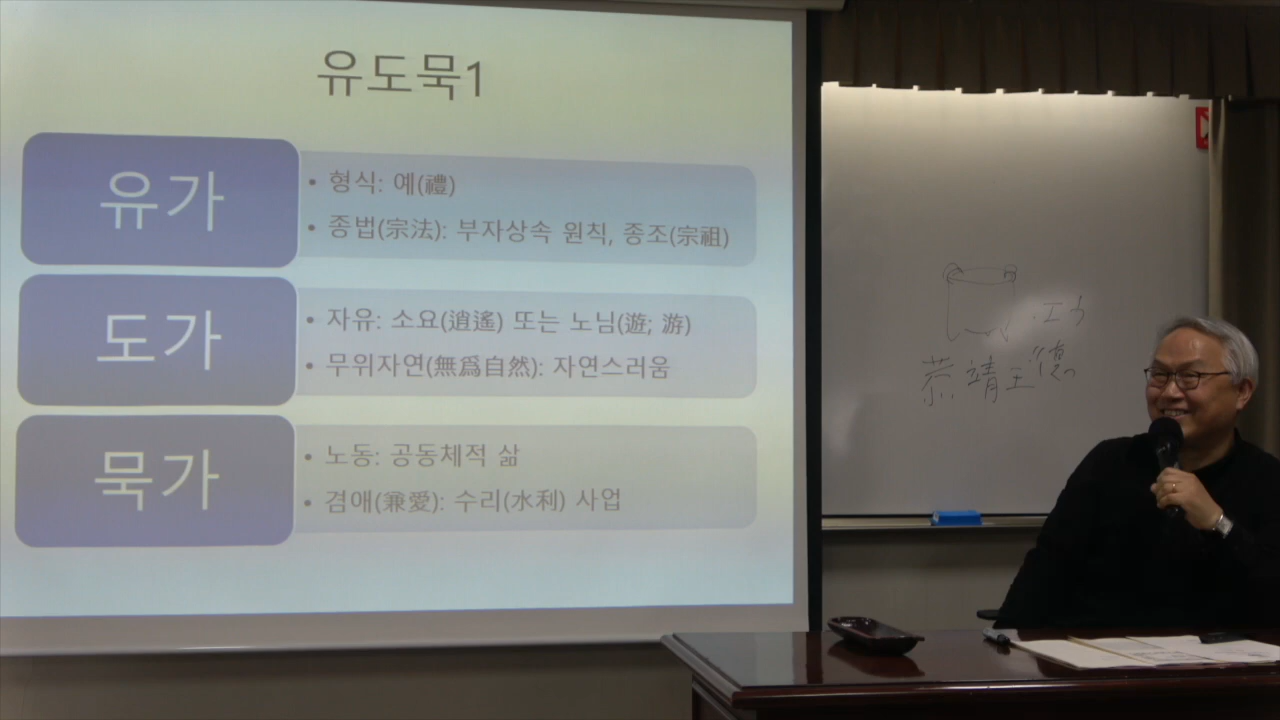 유도묵1
유가
• 형식: 예(禮)
• 종법(宗法): 부자상속 원칙, 종조(宗祖)
도가
• 자유: 소요(逍遙) 또는 노님(遊; 游)
• 무위자연(無爲自然): 자연스러움
묵가
• 노동: 공동체적 삶
• 겸애(兼愛): 수리(水利) 사업
恭靖王